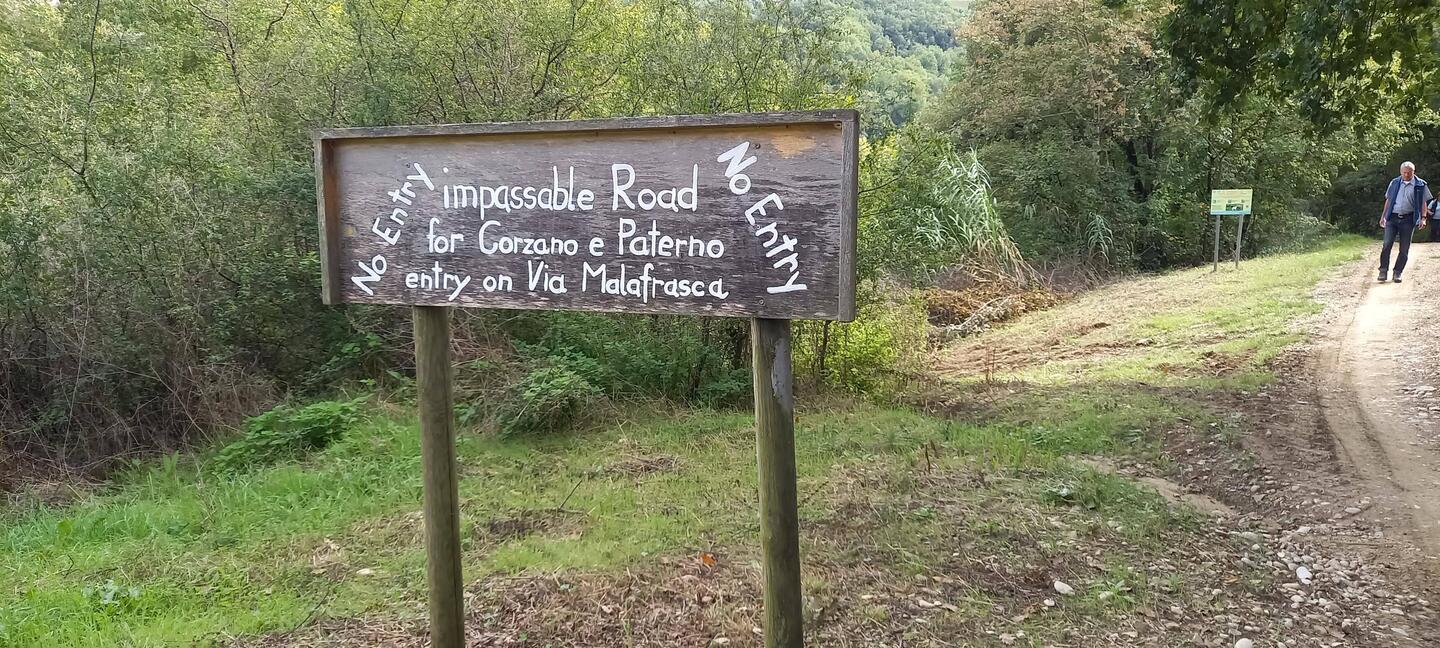 No Entry
impassable Road
for Corzano e Paterno
entry on Via Malafrasca
No Entry